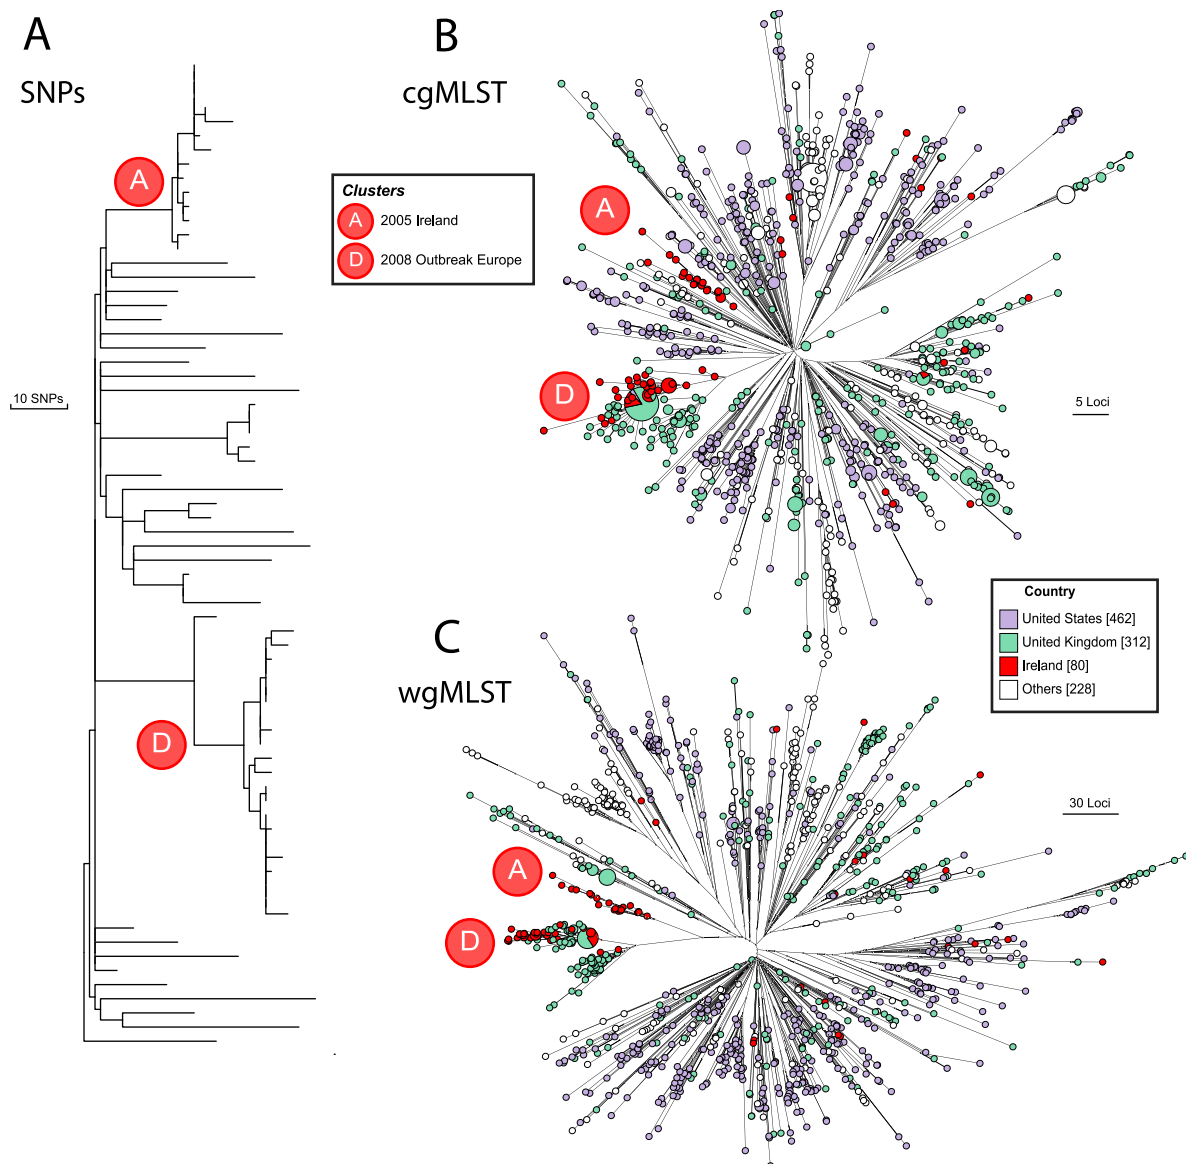 A
SNPs
B
cgMLST
A
Clusters
A 2005 Ireland
D 2008 Outbreak Europe
A
10 SNPs
D
5 Loci
D
Country
United States [462]
United Kingdom [312]
Ireland [80]
Others [228]
C
wgMLST
30 Loci
A
D